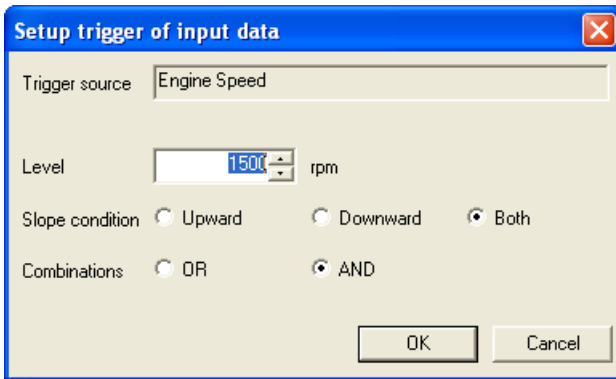 Setup trigger of input data
Trigger source Engine Speed
Level 1500 rpm
Slope condition Upward Downward Both
Combinations OR AND
OK Cancel